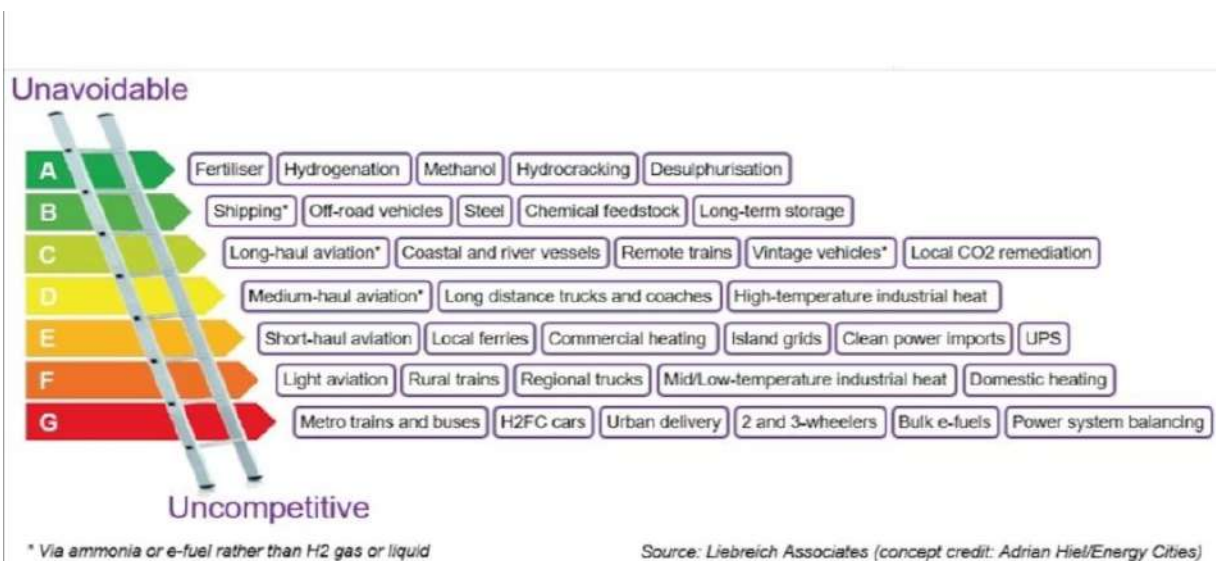 Unavoidable
A Fertiliser Hydrogenation Methanol Hydrocracking Desulphurisation
B Shipping* Off-road vehicles Steel Chemical feedstock Long-term storage
C Long-haul aviation* Coastal and river vessels Remote trains Vintage vehicles* Local CO2 remediation
D Medium-haul aviation* Long distance trucks and coaches High-temperature industrial heat
E Short-haul aviation Local ferries Commercial heating Island grids Clean power imports UPS
F Light aviation Rural trains Regional trucks Mid/Low-temperature industrial heat Domestic heating
G Metro trains and buses H2FC cars Urban delivery 2 and 3-wheelers Bulk e-fuels Power system balancing
Uncompetitive
* Via ammonia or e-fuel rather than H2 gas or liquid Source: Liebreich Associates (concept credit: Adrian Hiel/Energy Cities)